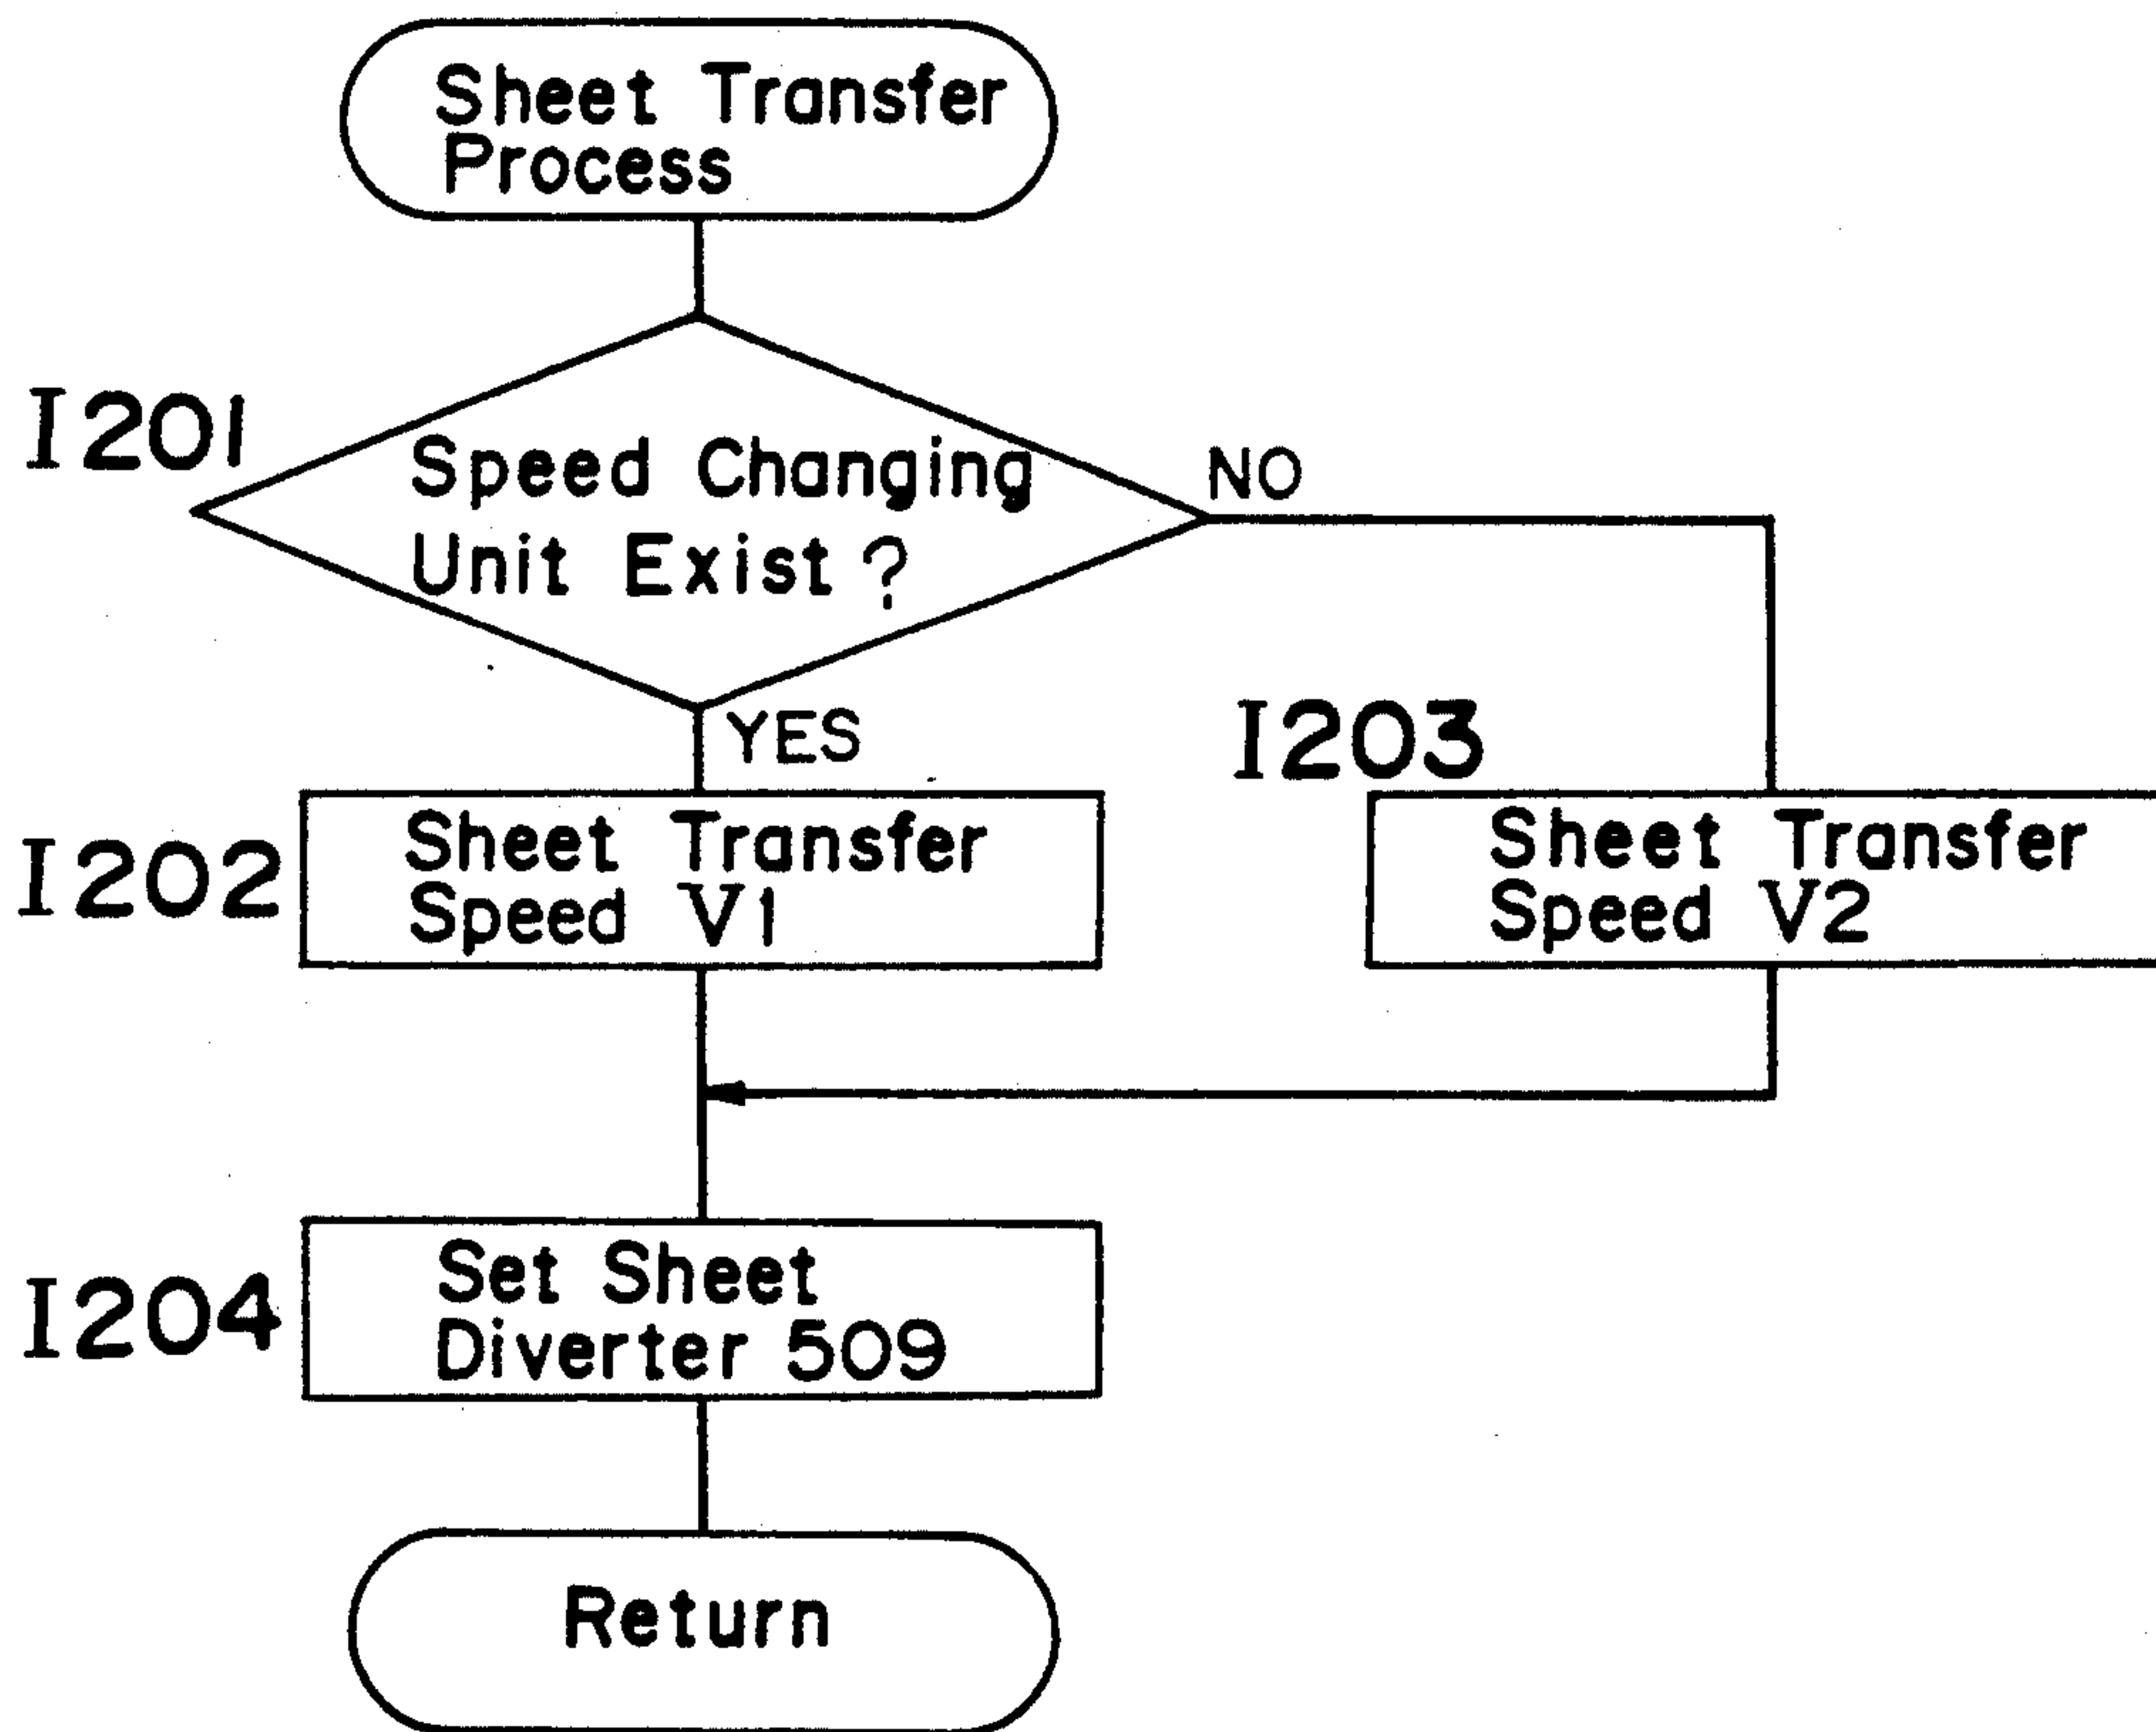 Sheet Transfer
Process
I201
Speed Changing
Unit Exist ?
NO
YES
I202
Sheet Transfer
Speed V1
I203
Sheet Transfer
Speed V2
I204
Set Sheet
Diverter 509
Return